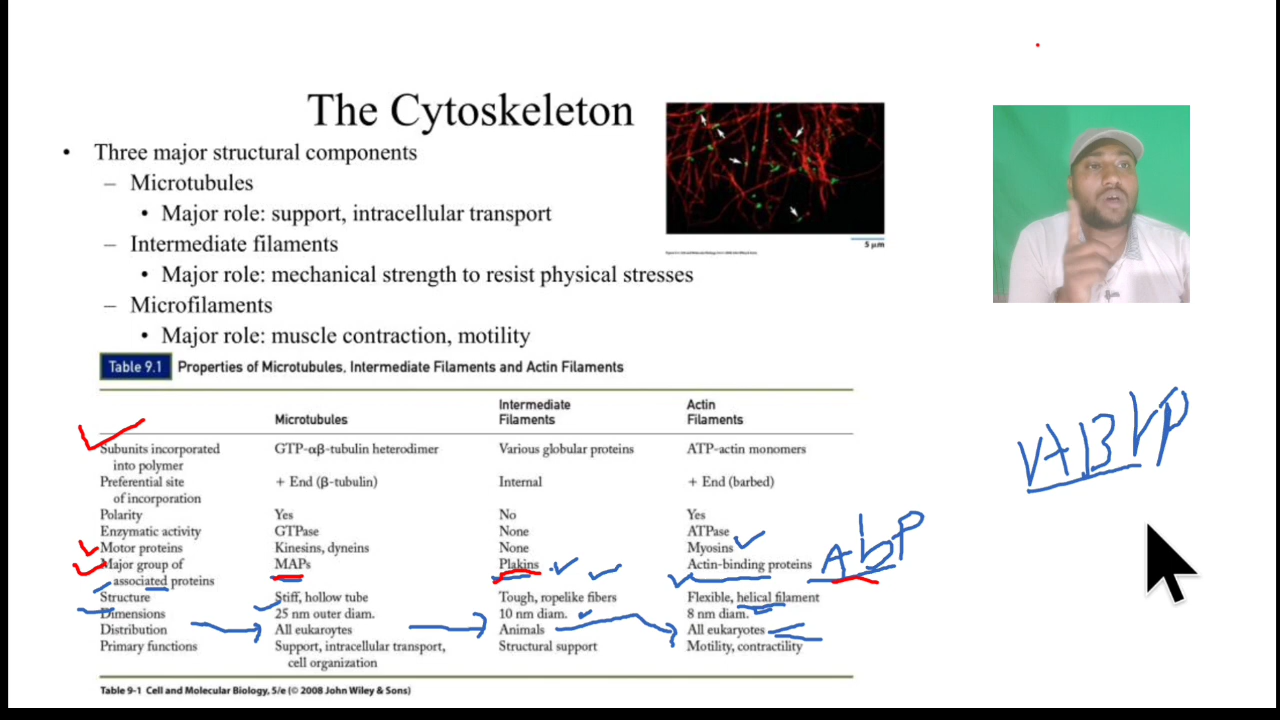 The Cytoskeleton
• Three major structural components
– Microtubules
• Major role: support, intracellular transport
– Intermediate filaments
• Major role: mechanical strength to resist physical stresses
– Microfilaments
• Major role: muscle contraction, motility
5 µm
Table 9.1 Properties of Microtubules, Intermediate Filaments and Actin Filaments
Microtubules Intermediate Filaments Actin Filaments
Subunits incorporated into polymer GTP-αβ-tubulin heterodimer Various globular proteins ATP-actin monomers
Preferential site of incorporation + End (β-tubulin) Internal + End (barbed)
Polarity Yes No Yes
Enzymatic activity GTPase None ATPase
Motor proteins Kinesins, dyneins None Myosins
Major group of associated proteins MAPs Plakins Actin-binding proteins AbP
Structure Stiff, hollow tube Tough, ropelike fibers Flexible, helical filament
Dimensions 25 nm outer diam. 10 nm diam. 8 nm diam.
Distribution All eukaroytes Animals All eukaryotes
Primary functions Support, intracellular transport, cell organization Structural support Motility, contractility
Table 9-1 Cell and Molecular Biology, 5/e (© 2008 John Wiley & Sons)